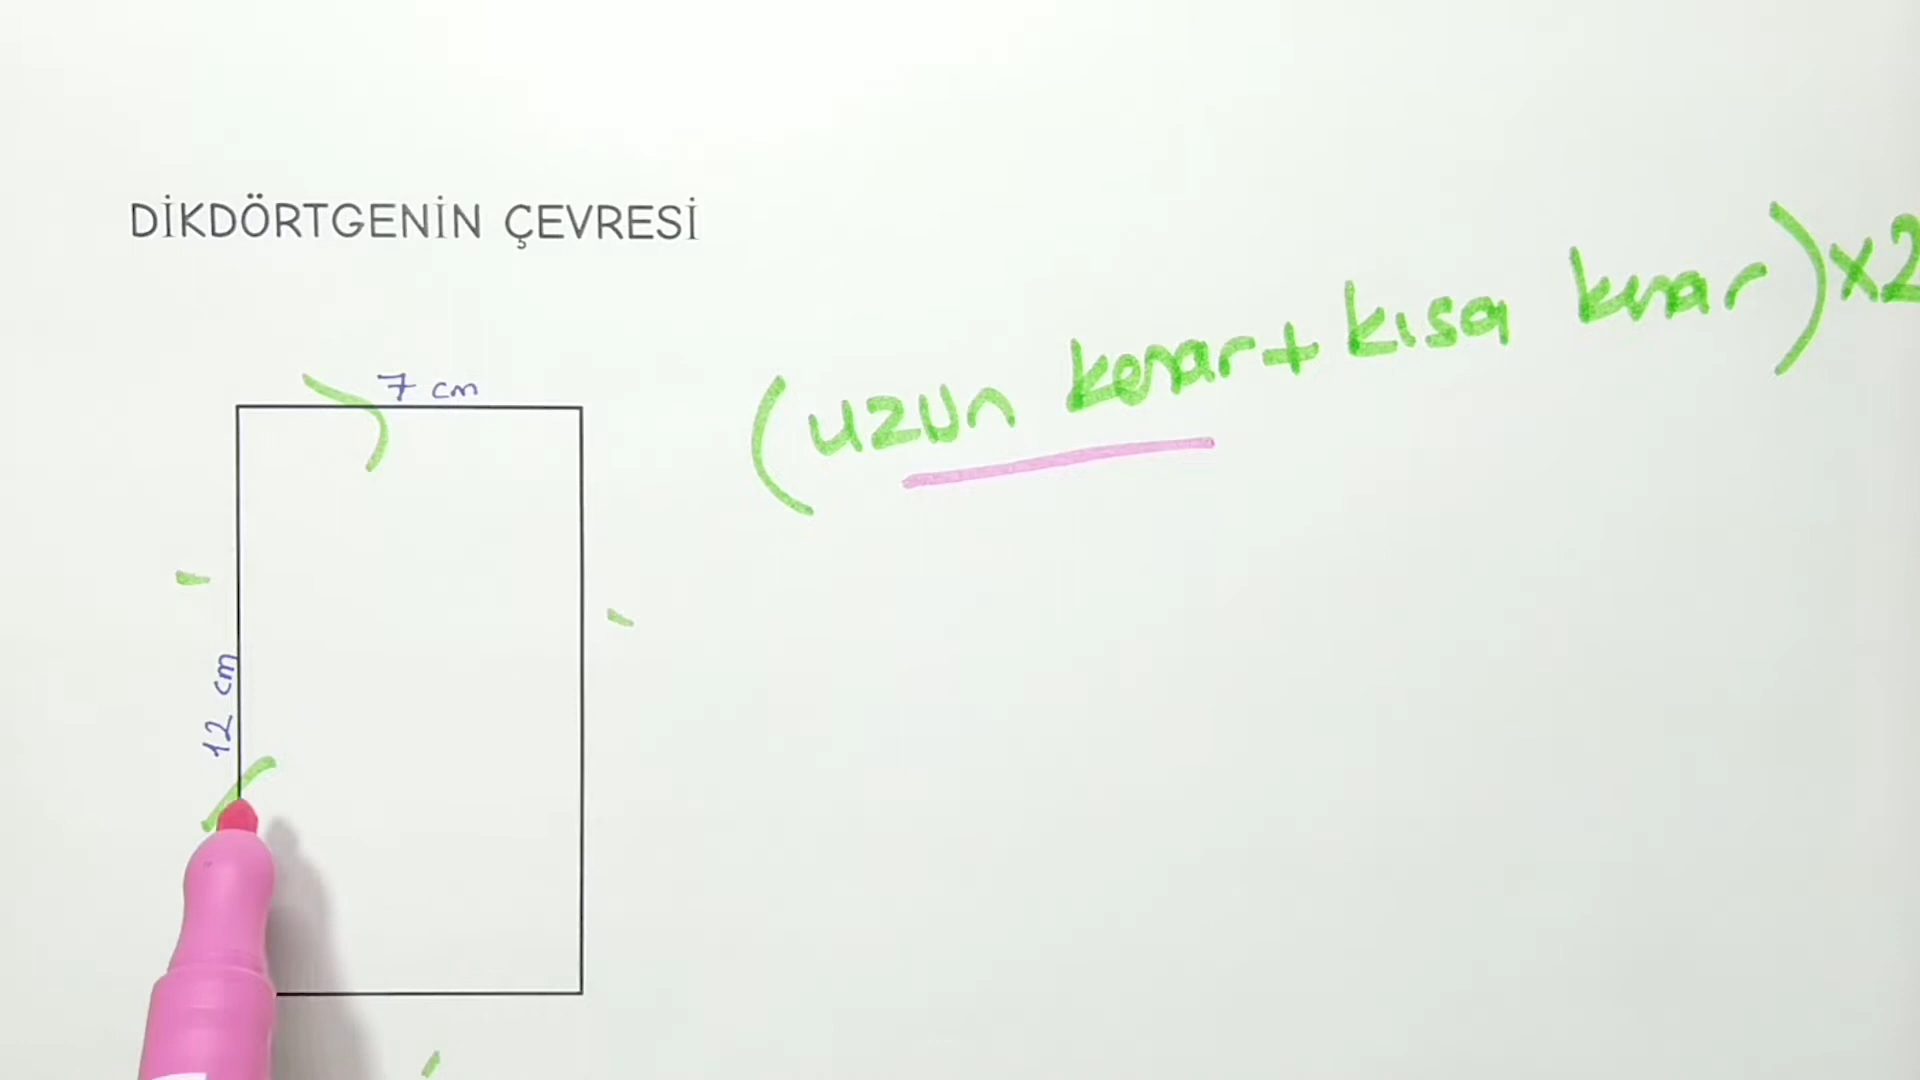 DİKDÖRTGENİN ÇEVRESİ
(uzun kenar + kısa kenar) x2
7 cm
12 cm